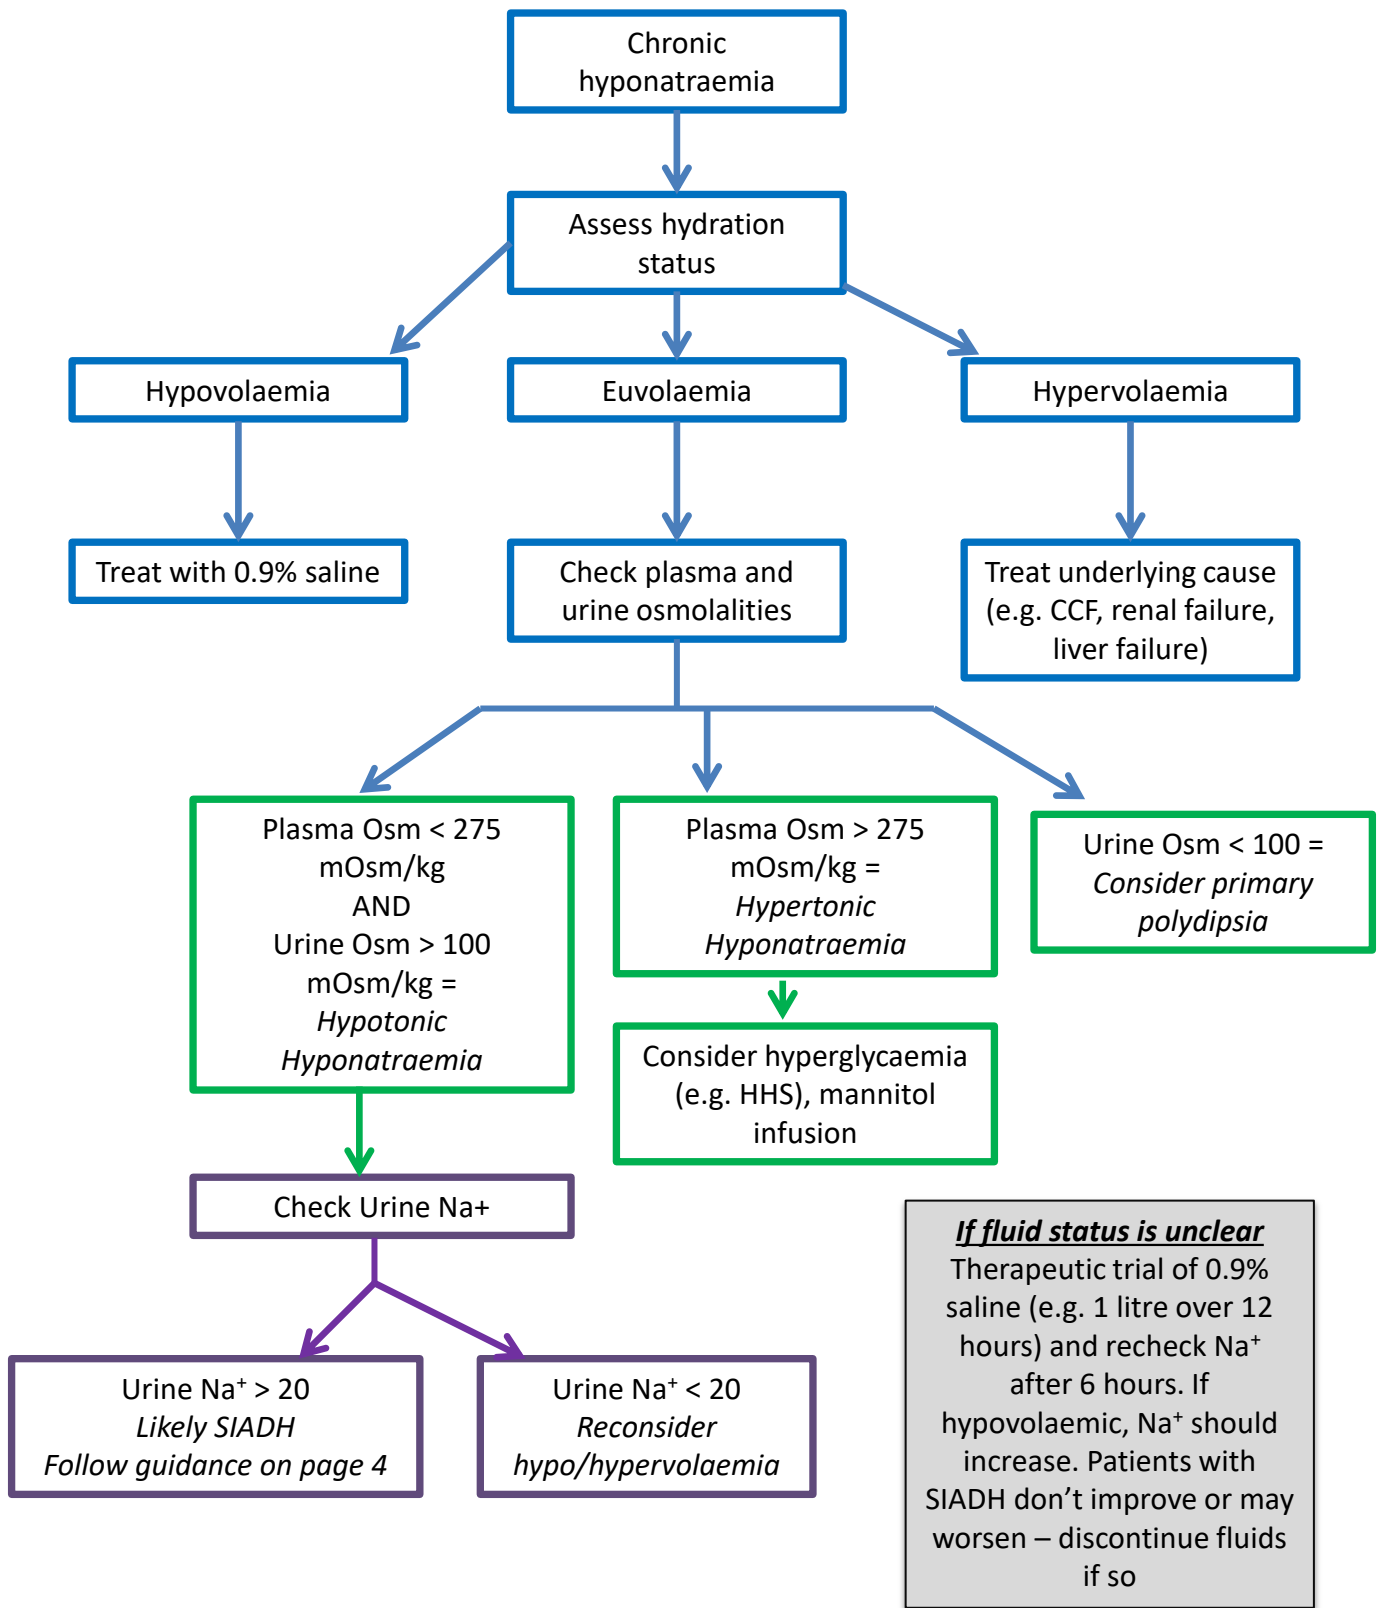 Chronic
hyponatraemia
Assess hydration
status
Hypovolaemia
Euvolaemia
Hypervolaemia
Treat with 0.9% saline
Check plasma and
urine osmolalities
Treat underlying cause
(e.g. CCF, renal failure,
liver failure)
Plasma Osm < 275
mOsm/kg
AND
Urine Osm > 100
mOsm/kg =
Hypotonic
Hyponatraemia
Plasma Osm > 275
mOsm/kg =
Hypertonic
Hyponatraemia
Urine Osm < 100 =
Consider primary
polydipsia
Consider hyperglycaemia
(e.g. HHS), mannitol
infusion
Check Urine Na+
Urine Na⁺ > 20
Likely SIADH
Follow guidance on page 4
Urine Na⁺ < 20
Reconsider
hypo/hypervolaemia
If fluid status is unclear
Therapeutic trial of 0.9%
saline (e.g. 1 litre over 12
hours) and recheck Na⁺
after 6 hours. If
hypovolaemic, Na⁺ should
increase. Patients with
SIADH don’t improve or may
worsen – discontinue fluids
if so